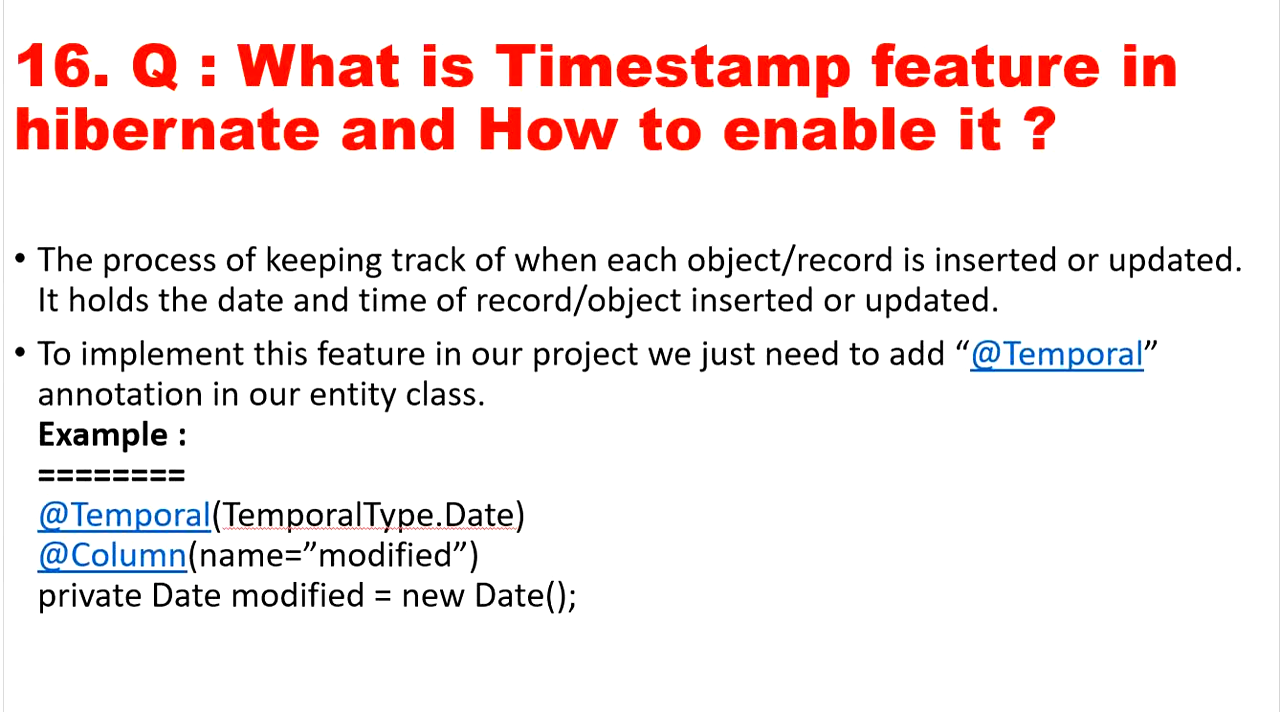 16. Q : What is Timestamp feature in
hibernate and How to enable it ?
• The process of keeping track of when each object/record is inserted or updated.
It holds the date and time of record/object inserted or updated.
• To implement this feature in our project we just need to add “@Temporal”
annotation in our entity class.
Example :
========
@Temporal(TemporalType.Date)
@Column(name=”modified”)
private Date modified = new Date();